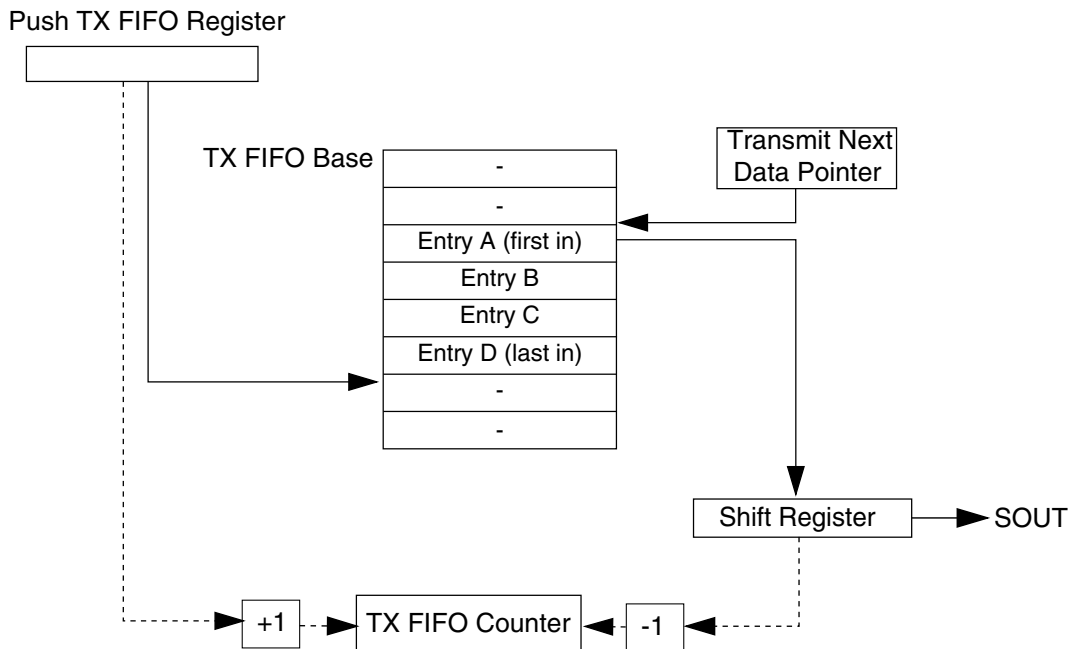 Push TX FIFO Register
TX FIFO Base
Transmit Next
Data Pointer
-
-
Entry A (first in)
Entry B
Entry C
Entry D (last in)
-
-
Shift Register
SOUT
+1
TX FIFO Counter
-1